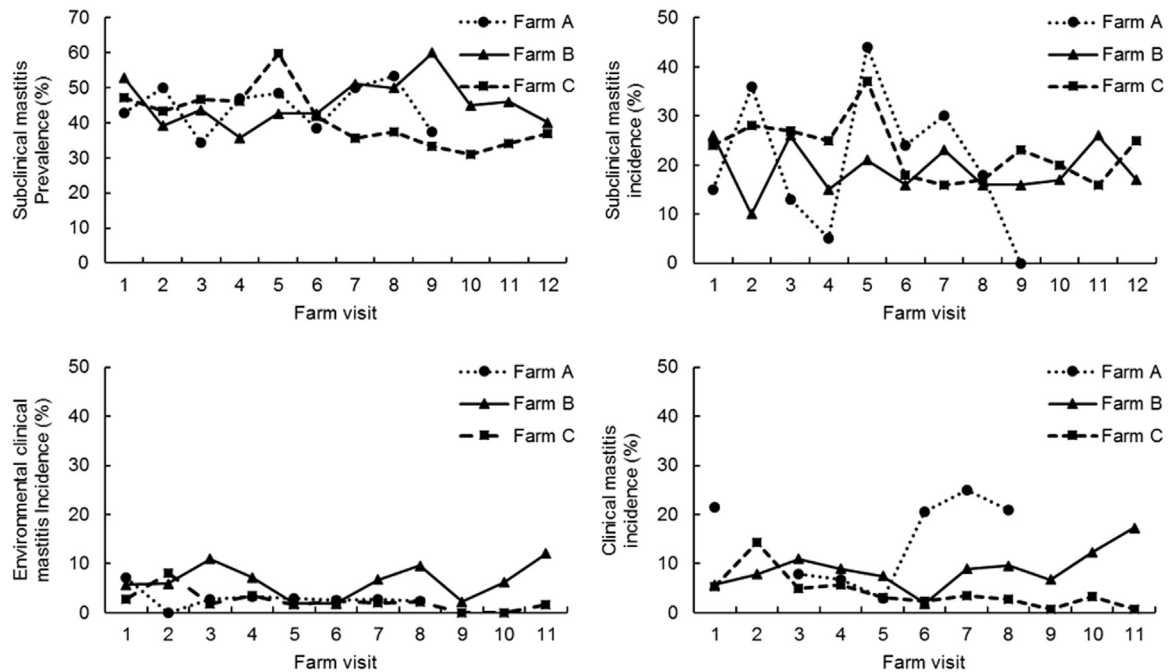 Subclinical mastitis
Prevalence (%)
70
60
50
40
30
20
10
0
1 2 3 4 5 6 7 8 9 10 11 12
Farm visit
Farm A
Farm B
Farm C
Subclinical mastitis
incidence (%)
50
40
30
20
10
0
1 2 3 4 5 6 7 8 9 10 11 12
Farm visit
Farm A
Farm B
Farm C
Environmental clinical
mastitis Incidence (%)
50
40
30
20
10
0
1 2 3 4 5 6 7 8 9 10 11
Farm visit
Farm A
Farm B
Farm C
Clinical mastitis
incidence (%)
50
40
30
20
10
0
1 2 3 4 5 6 7 8 9 10 11
Farm visit
Farm A
Farm B
Farm C